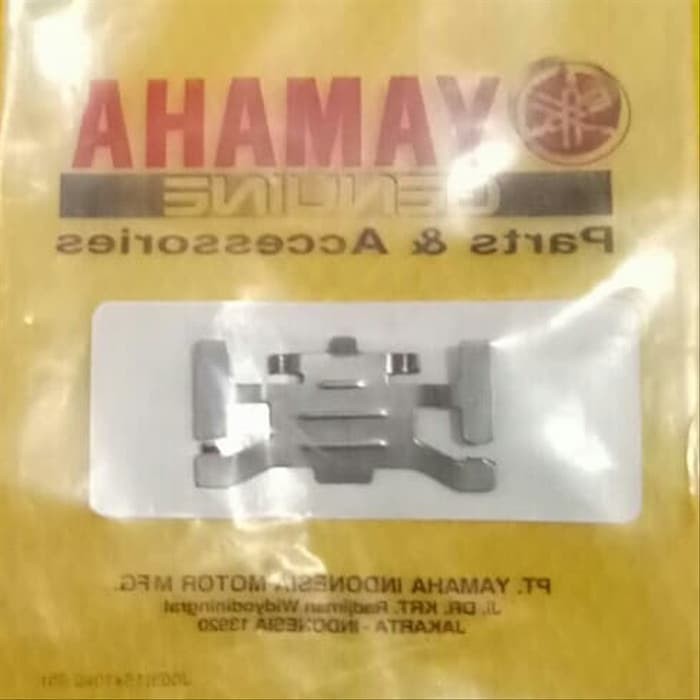 YAMAHA
GENUINE
Parts & Accessories
PT. YAMAHA INDONESIA MOTOR MFG.
Jl. DR. KRT. Radjiman Widyodiningrat
JAKARTA - INDONESIA 13920